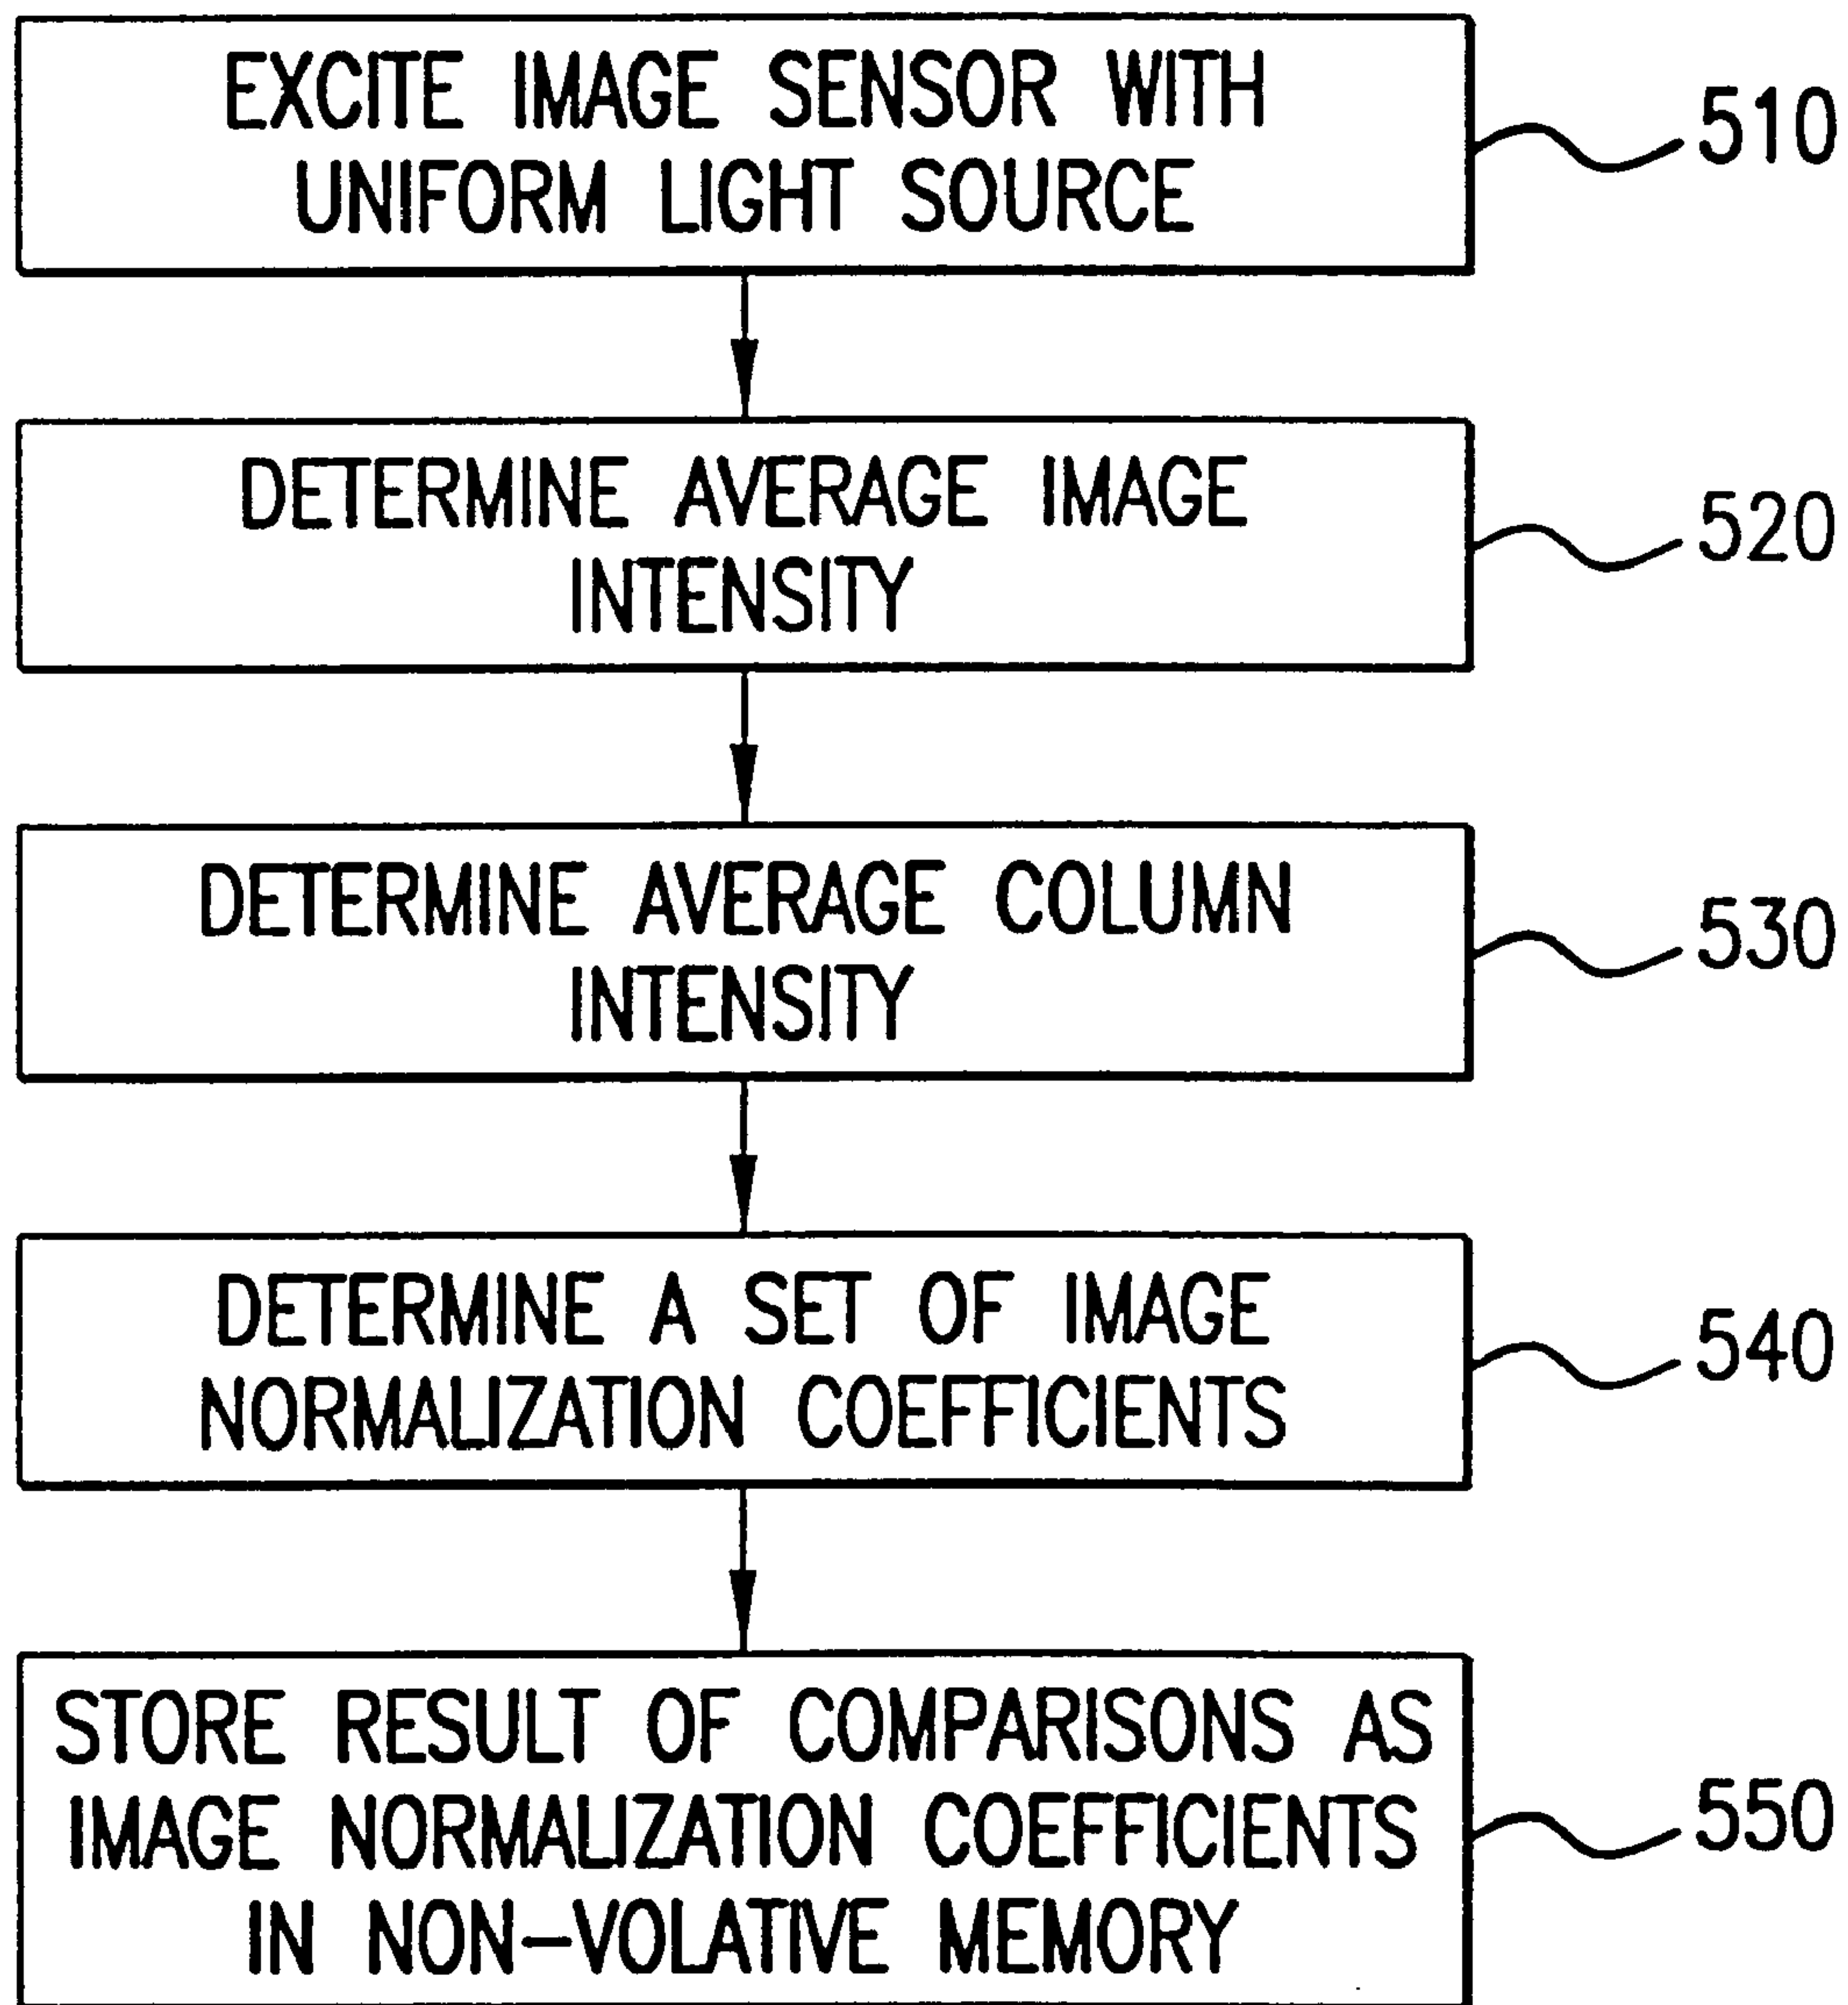 EXCITE IMAGE SENSOR WITH
UNIFORM LIGHT SOURCE
510
DETERMINE AVERAGE IMAGE
INTENSITY
520
DETERMINE AVERAGE COLUMN
INTENSITY
530
DETERMINE A SET OF IMAGE
NORMALIZATION COEFFICIENTS
540
STORE RESULT OF COMPARISONS AS
IMAGE NORMALIZATION COEFFICIENTS
IN NON-VOLATIVE MEMORY
550